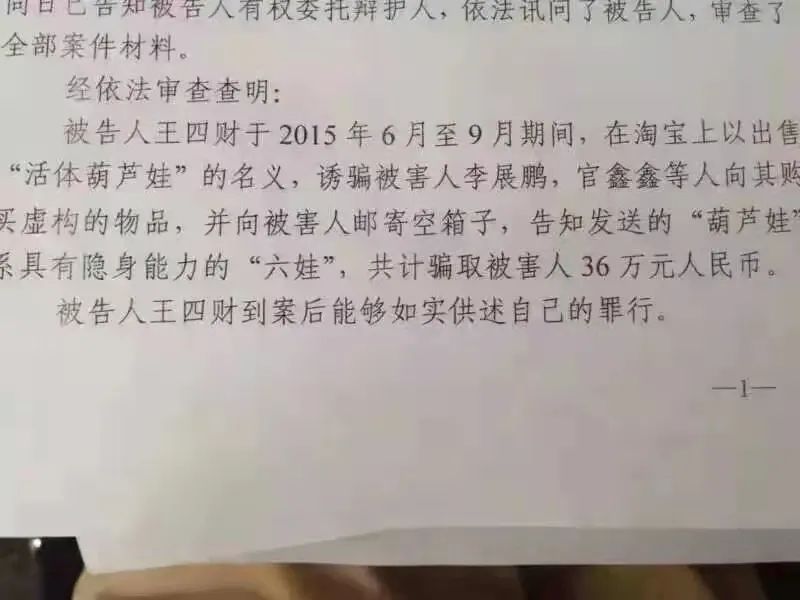 同日已告知被告人有权委托辩护人，依法讯问了被告人，审查了
全部案件材料。
经依法审查查明：
被告人王四财于 2015 年 6 月至 9 月期间，在淘宝上以出售
“活体葫芦娃”的名义，诱骗被害人李展鹏，官鑫鑫等人向其购
买虚构的物品，并向被害人邮寄空箱子，告知发送的“葫芦娃”
系具有隐身能力的“六娃”，共计骗取被害人 36 万元人民币。
被告人王四财到案后能够如实供述自己的罪行。
—1—